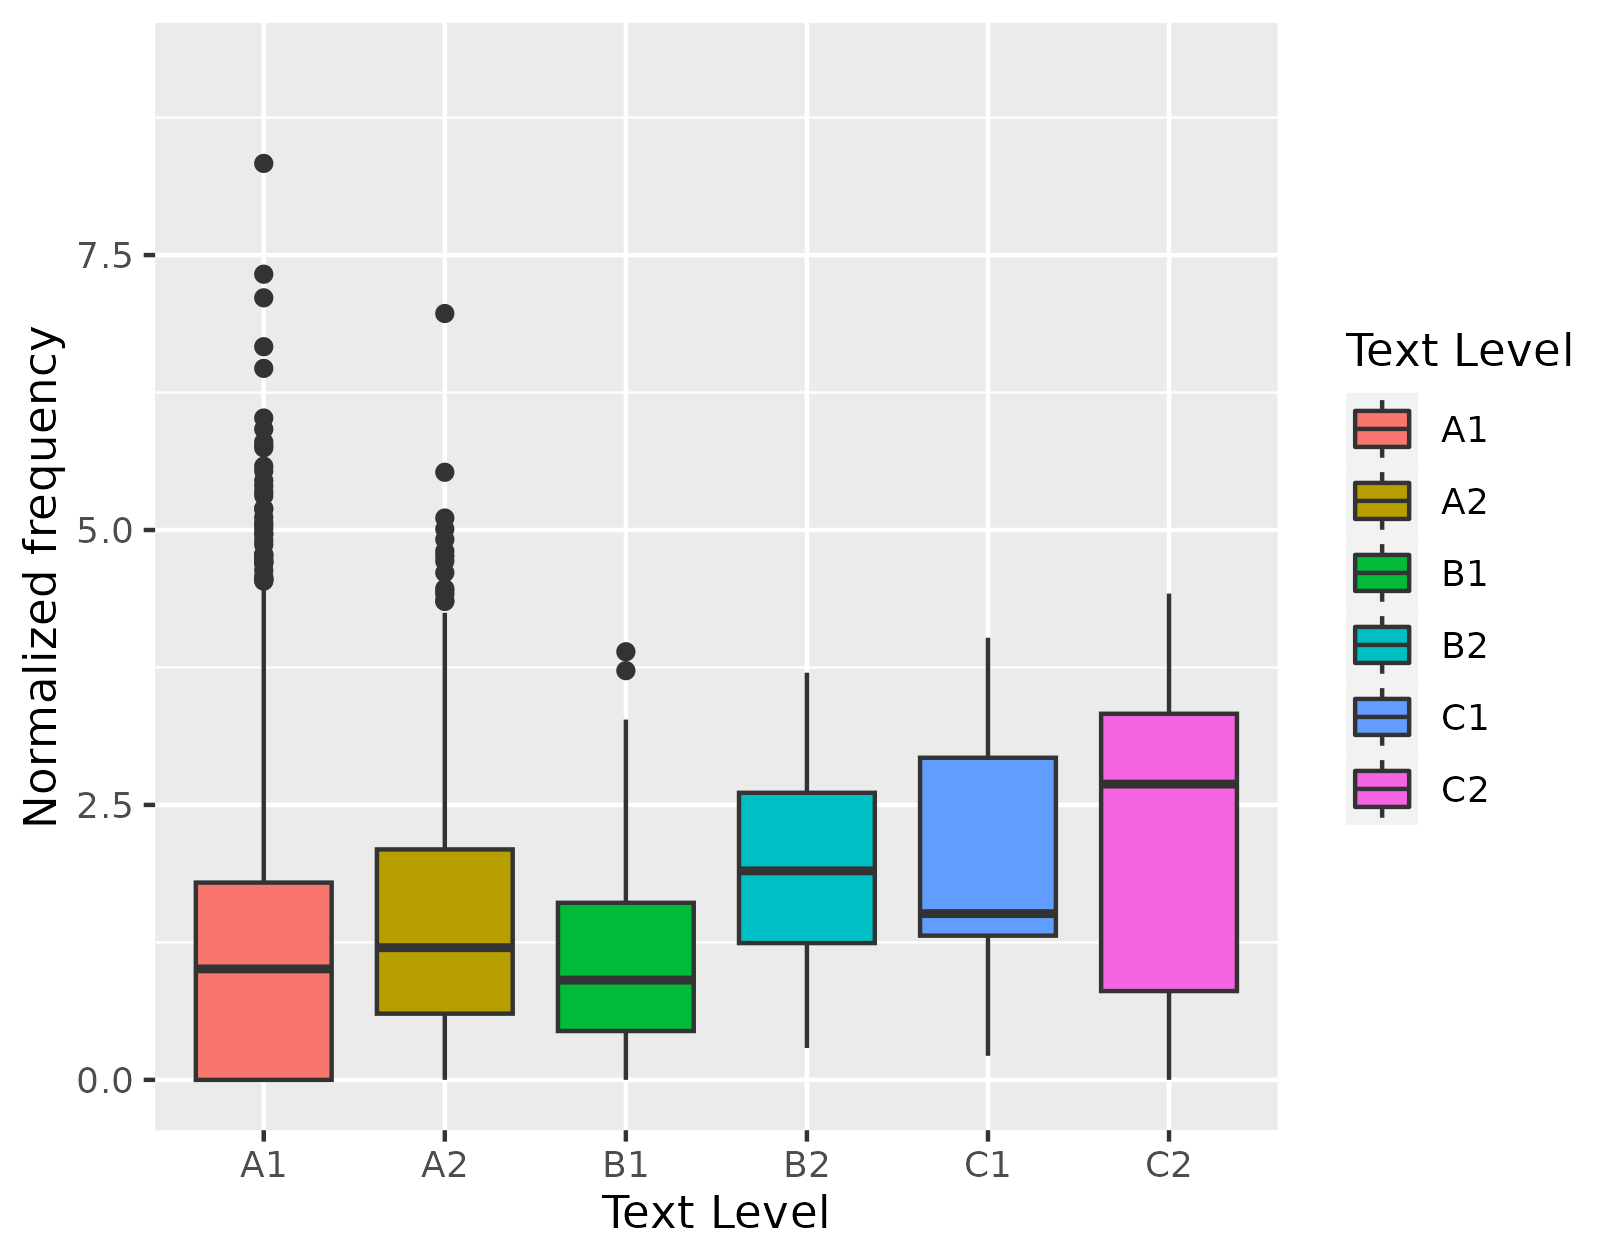 Normalized frequency
7.5
5.0
2.5
0.0
A1
A2
B1
B2
C1
C2
Text Level
Text Level
A1
A2
B1
B2
C1
C2